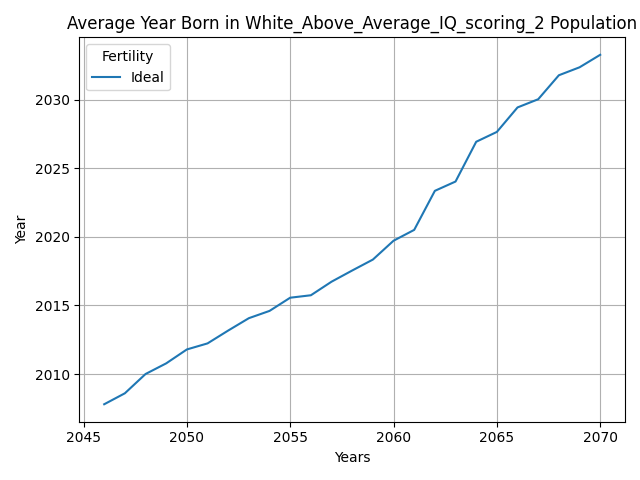 Average Year Born in White_Above_Average_IQ_scoring_2 Population
Fertility
Ideal
Year
2030
2025
2020
2015
2010
2045 2050 2055 2060 2065 2070
Years